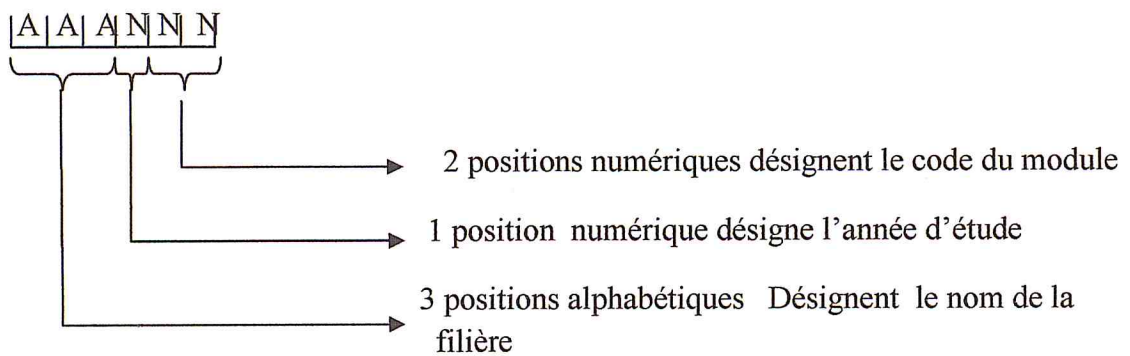 A A A N N N
2 positions numériques désignent le code du module
1 position numérique désigne l'année d'étude
3 positions alphabétiques Désignent le nom de la
filière